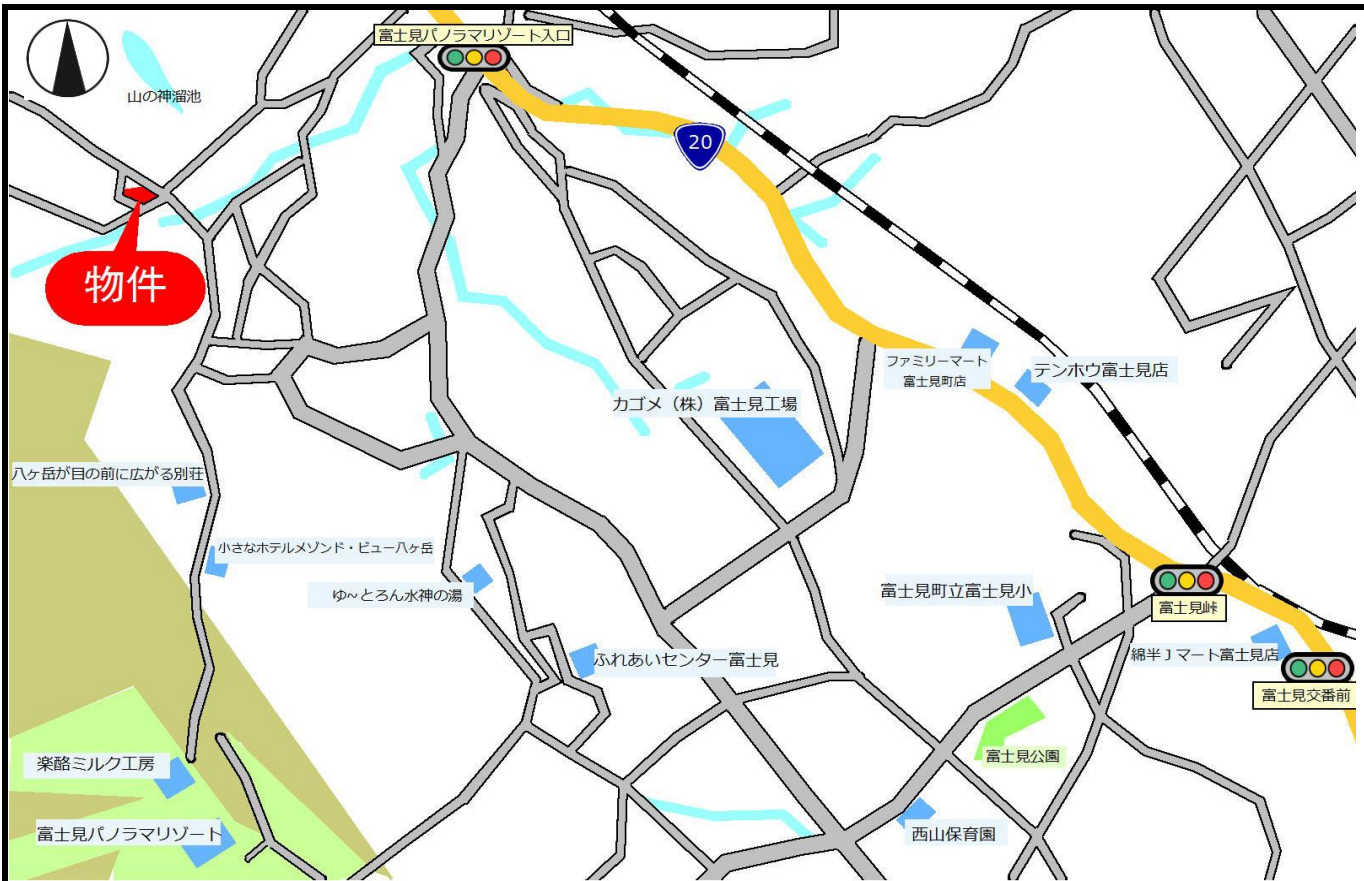 富士見パノラマリゾート入口
山の神溜池
20
物件
ファミリーマート
富士見町店
テンホウ富士見店
カゴメ（株）富士見工場
八ヶ岳が目の前に広がる別荘
小さなホテルメゾンド・ビュー八ヶ岳
ゆ~とろん水神の湯
富士見町立富士見小
富士見峠
ふれあいセンター富士見
綿半Jマート富士見店
富士見交番前
富士見公園
楽酪ミルク工房
富士見パノラマリゾート
西山保育園